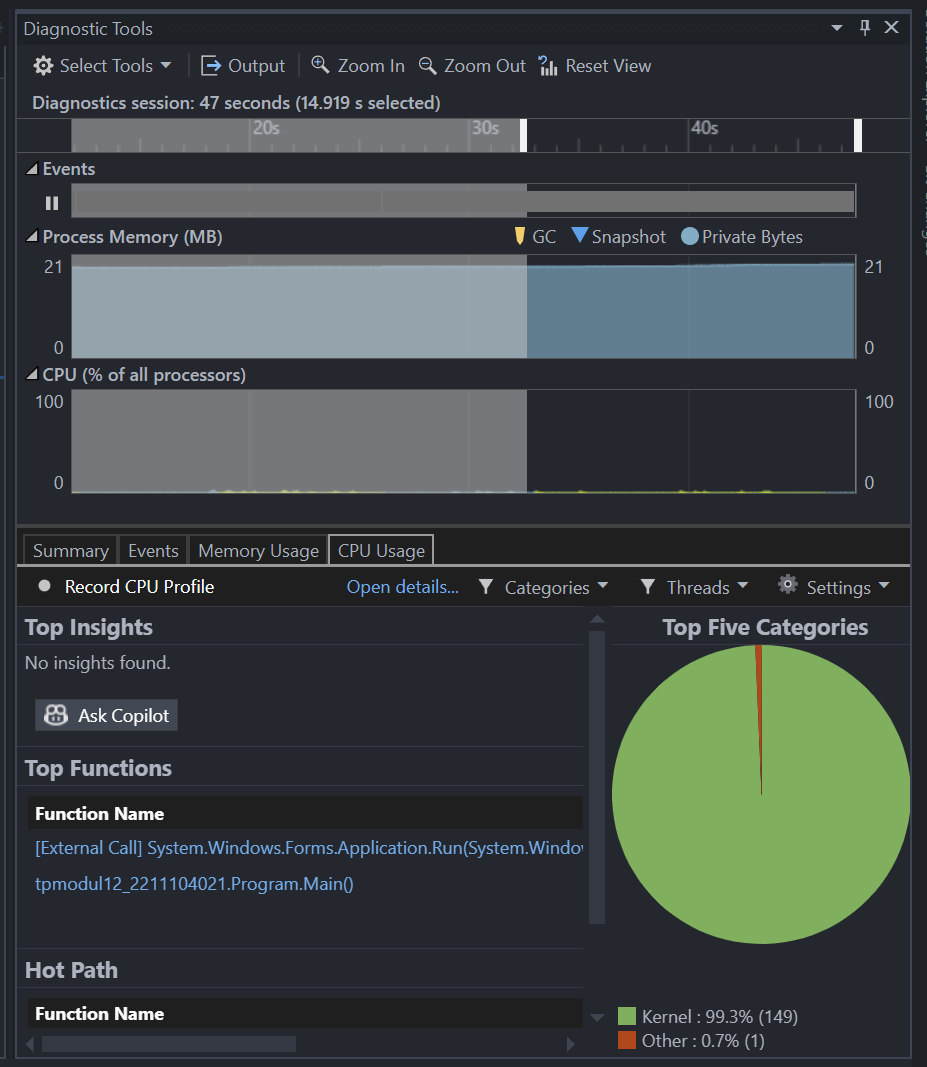 Diagnostic Tools
Select Tools Output Zoom In Zoom Out Reset View
Diagnostics session: 47 seconds (14.919 s selected)
20s 30s 40s
Events
Process Memory (MB) GC Snapshot Private Bytes
21 21
0 0
CPU (% of all processors)
100 100
0 0
Summary Events Memory Usage CPU Usage
Record CPU Profile Open details... Categories Threads Settings
Top Insights
No insights found.
Ask Copilot
Top Functions
Function Name
[External Call] System.Windows.Forms.Application.Run(System.Windo
tpmodul12_2211104021.Program.Main()
Hot Path
Function Name
Top Five Categories
Kernel : 99.3% (149)
Other : 0.7% (1)